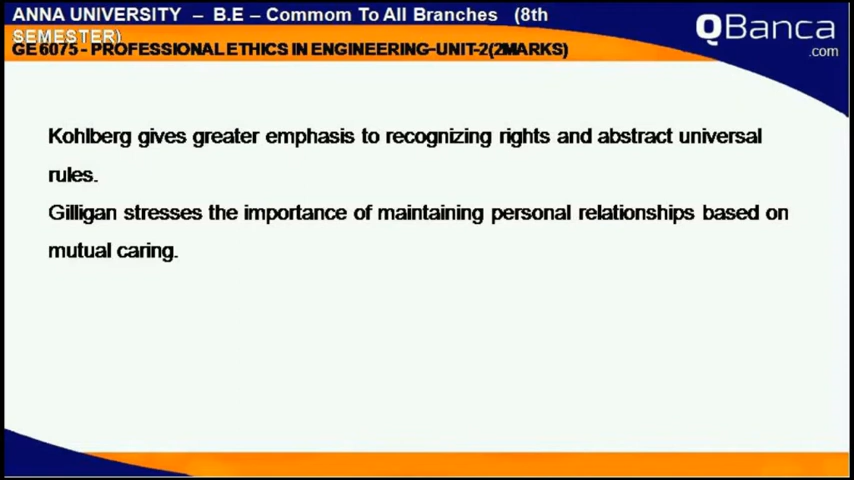 ANNA UNIVERSITY – B.E – Commom To All Branches (8th
SEMESTER)
GE 6075 - PROFESSIONAL ETHICS IN ENGINEERING-UNIT-2(2MARKS)
QBanca
.com
Kohlberg gives greater emphasis to recognizing rights and abstract universal
rules.
Gilligan stresses the importance of maintaining personal relationships based on
mutual caring.